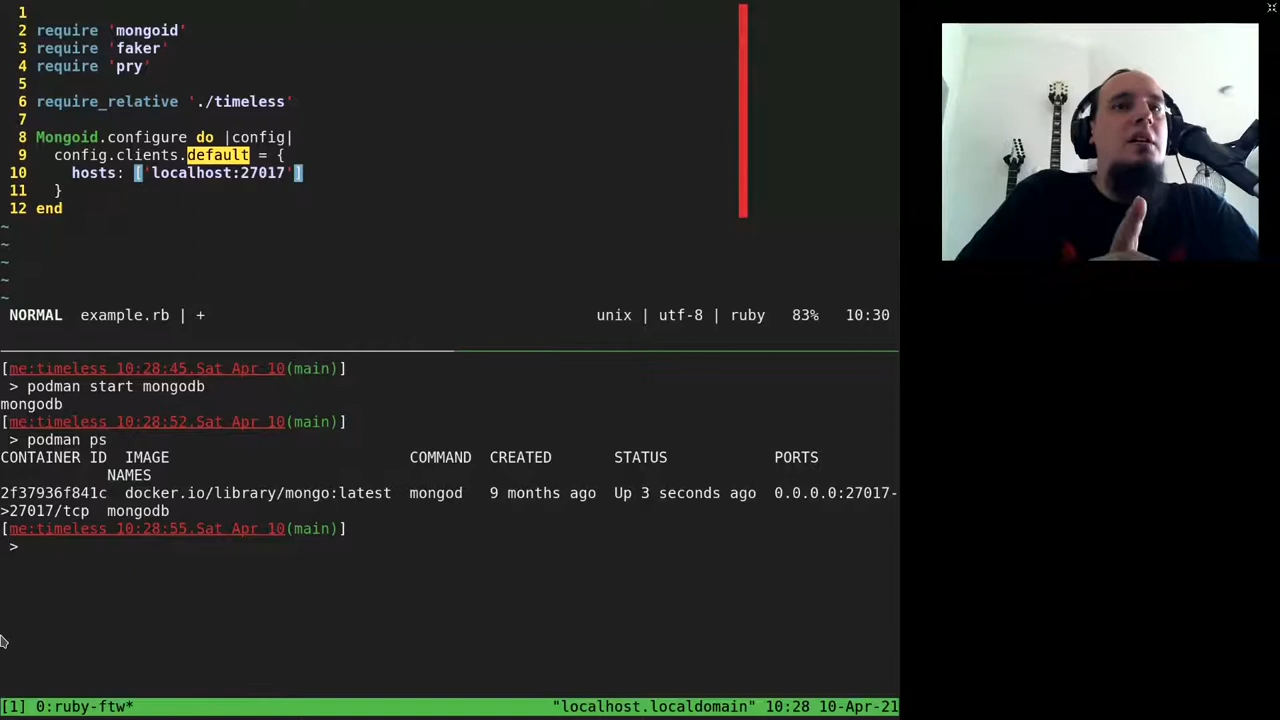 1
2 require 'mongoid'
3 require 'faker'
4 require 'pry'
5
6 require_relative './timeless'
7
8 Mongoid.configure do |config|
9   config.clients.default = {
10     hosts: ['localhost:27017']
11   }
12 end
~
~
~
~
~
NORMAL  example.rb | +  unix | utf-8 | ruby  83%  10:30
[me:timeless 10:28:45.Sat Apr 10(main)]
 > podman start mongodb
mongodb
[me:timeless 10:28:52.Sat Apr 10(main)]
 > podman ps
CONTAINER ID  IMAGE  COMMAND  CREATED  STATUS  PORTS
NAMES
2f37936f841c  docker.io/library/mongo:latest  mongod  9 months ago  Up 3 seconds ago  0.0.0.0:27017-
>27017/tcp  mongodb
[me:timeless 10:28:55.Sat Apr 10(main)]
 >
[1] 0:ruby-ftw*  "localhost.localdomain" 10:28 10-Apr-21